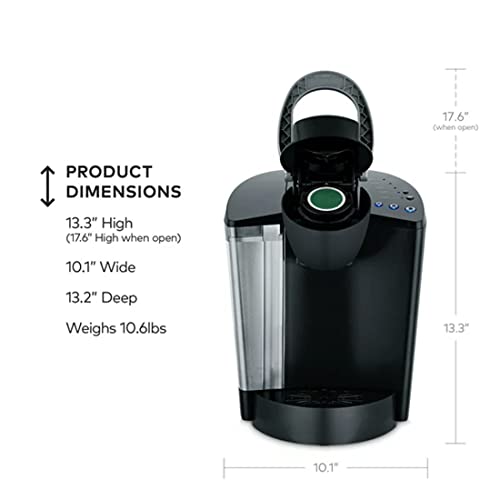 PRODUCT
DIMENSIONS
13.3” High
(17.6” High when open)
10.1” Wide
13.2” Deep
Weighs 10.6lbs
17.6”
(when open)
13.3”
10.1”